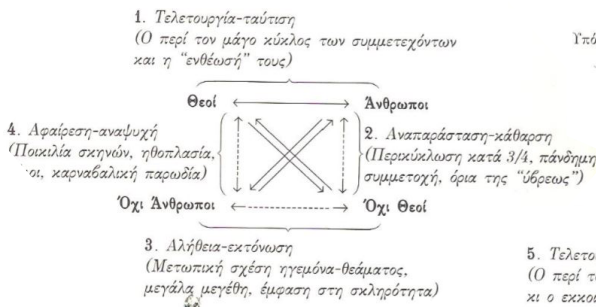 1. Τελετουργία-ταύτιση
(Ο περί τον μάγο κύκλος των συμμετεχόντων
και η "ενθέωσή" τους)
Υπό
Θεοί Άνθρωποι
4. Αφαίρεση-αναψυχή
(Ποικιλία σκηνών, ηθοπλασία,
καρναβαλική παρωδία)
2. Αναπαράσταση-κάθαρση
(Περικύκλωση κατά 3/4, πάνδημη
συμμετοχή, όρια της "ύβρεως")
Όχι Άνθρωποι Όχι Θεοί
3. Αλήθεια-εκτόνωση
(Μετωπική σχέση ηγεμόνα-θεάματος,
μεγάλα μεγέθη, έμφαση στη σκληρότητα)
5. Τελετο
(Ο περί τ
κι ο εκκο